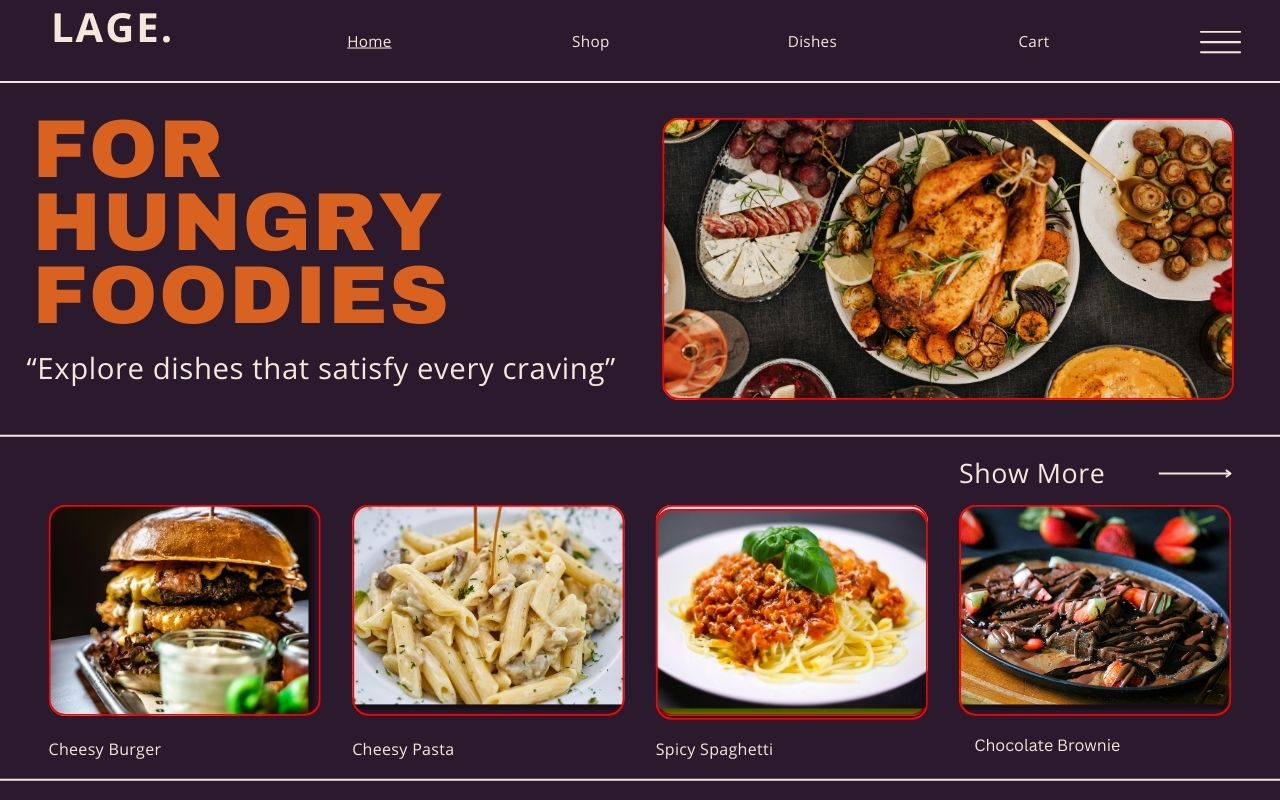 LAGE.
Home
Shop
Dishes
Cart
FOR
HUNGRY
FOODIES
“Explore dishes that satisfy every craving”
Show More
Cheesy Burger
Cheesy Pasta
Spicy Spaghetti
Chocolate Brownie